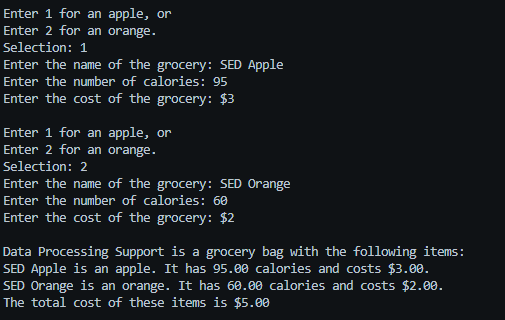 Enter 1 for an apple, or
Enter 2 for an orange.
Selection: 1
Enter the name of the grocery: SED Apple
Enter the number of calories: 95
Enter the cost of the grocery: $3
Enter 1 for an apple, or
Enter 2 for an orange.
Selection: 2
Enter the name of the grocery: SED Orange
Enter the number of calories: 60
Enter the cost of the grocery: $2
Data Processing Support is a grocery bag with the following items:
SED Apple is an apple. It has 95.00 calories and costs $3.00.
SED Orange is an orange. It has 60.00 calories and costs $2.00.
The total cost of these items is $5.00